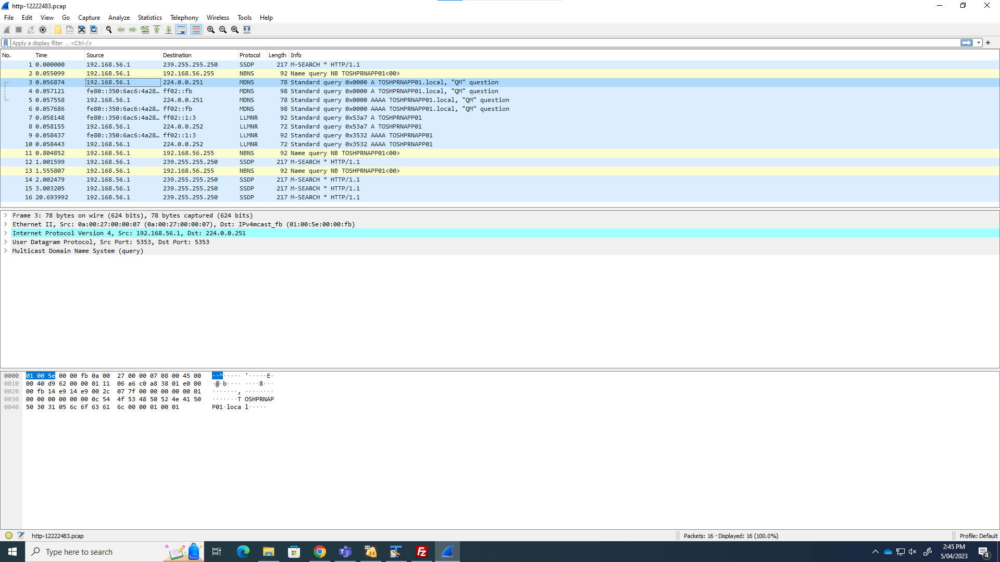 http-12222483.pcap
File Edit View Go Capture Analyze Statistics Telephony Wireless Tools Help
Apply a display filter ... <Ctrl-/>
No. Time Source Destination Protocol Length Info
1 0.000000 192.168.56.1 239.255.255.250 SSDP 217 M-SEARCH * HTTP/1.1
2 0.055099 192.168.56.1 192.168.56.255 NBNS 92 Name query NB TOSHPRNAPP01<00>
3 0.056874 192.168.56.1 224.0.0.251 MDNS 78 Standard query 0x0000 A TOSHPRNAPP01.local, "QM" question
4 0.057121 fe80::350:6ac6:4a28… ff02::fb MDNS 98 Standard query 0x0000 A TOSHPRNAPP01.local, "QM" question
5 0.057558 192.168.56.1 224.0.0.251 MDNS 78 Standard query 0x0000 AAAA TOSHPRNAPP01.local, "QM" question
6 0.057686 fe80::350:6ac6:4a28… ff02::fb MDNS 98 Standard query 0x0000 AAAA TOSHPRNAPP01.local, "QM" question
7 0.058148 fe80::350:6ac6:4a28… ff02::1:3 LLMNR 92 Standard query 0x53a7 A TOSHPRNAPP01
8 0.058155 192.168.56.1 224.0.0.252 LLMNR 72 Standard query 0x53a7 A TOSHPRNAPP01
9 0.058437 fe80::350:6ac6:4a28… ff02::1:3 LLMNR 92 Standard query 0x3532 AAAA TOSHPRNAPP01
10 0.058443 192.168.56.1 224.0.0.252 LLMNR 72 Standard query 0x3532 AAAA TOSHPRNAPP01
11 0.804852 192.168.56.1 192.168.56.255 NBNS 92 Name query NB TOSHPRNAPP01<00>
12 1.001599 192.168.56.1 239.255.255.250 SSDP 217 M-SEARCH * HTTP/1.1
13 1.555807 192.168.56.1 192.168.56.255 NBNS 92 Name query NB TOSHPRNAPP01<00>
14 2.002479 192.168.56.1 239.255.255.250 SSDP 217 M-SEARCH * HTTP/1.1
15 3.003205 192.168.56.1 239.255.255.250 SSDP 217 M-SEARCH * HTTP/1.1
16 20.693992 192.168.56.1 239.255.255.250 SSDP 217 M-SEARCH * HTTP/1.1
Frame 3: 78 bytes on wire (624 bits), 78 bytes captured (624 bits)
Ethernet II, Src: 0a:00:27:00:00:07 (0a:00:27:00:00:07), Dst: IPv4mcast_fb (01:00:5e:00:00:fb)
Internet Protocol Version 4, Src: 192.168.56.1, Dst: 224.0.0.251
User Datagram Protocol, Src Port: 5353, Dst Port: 5353
Multicast Domain Name System (query)
0000 01 00 5e 00 00 fb 0a 00 27 00 00 07 08 00 45 00 ··^····· '·····E·
0010 00 40 d9 62 00 00 01 11 06 a6 c0 a8 38 01 e0 00 ·@·b···· ····8···
0020 00 fb 14 e9 14 e9 00 2c 07 7f 00 00 00 00 00 01 ·······, ········
0030 00 00 00 00 00 00 0c 54 4f 53 48 50 52 4e 41 50 ·······T OSHPRNAP
0040 50 30 31 05 6c 6f 63 61 6c 00 00 01 00 01 P01·loca l·····
http-12222483.pcap Packets: 16 · Displayed: 16 (100.0%) Profile: Default
Type here to search
2:45 PM
5/04/2023
4